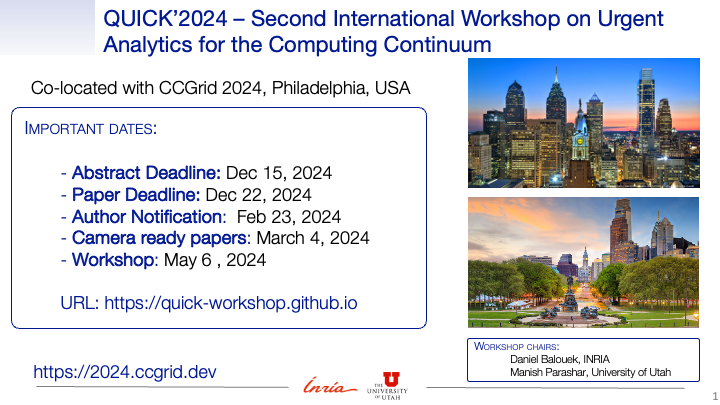 QUICK’2024 – Second International Workshop on Urgent
Analytics for the Computing Continuum
Co-located with CCGrid 2024, Philadelphia, USA
IMPORTANT DATES:
- Abstract Deadline: Dec 15, 2024
- Paper Deadline: Dec 22, 2024
- Author Notification:  Feb 23, 2024
- Camera ready papers: March 4, 2024
- Workshop: May 6 , 2024
URL: https://quick-workshop.github.io
WORKSHOP CHAIRS:
Daniel Balouek, INRIA
Manish Parashar, University of Utah
https://2024.ccgrid.dev
Inria
THE
UNIVERSITY
OF UTAH
U
1